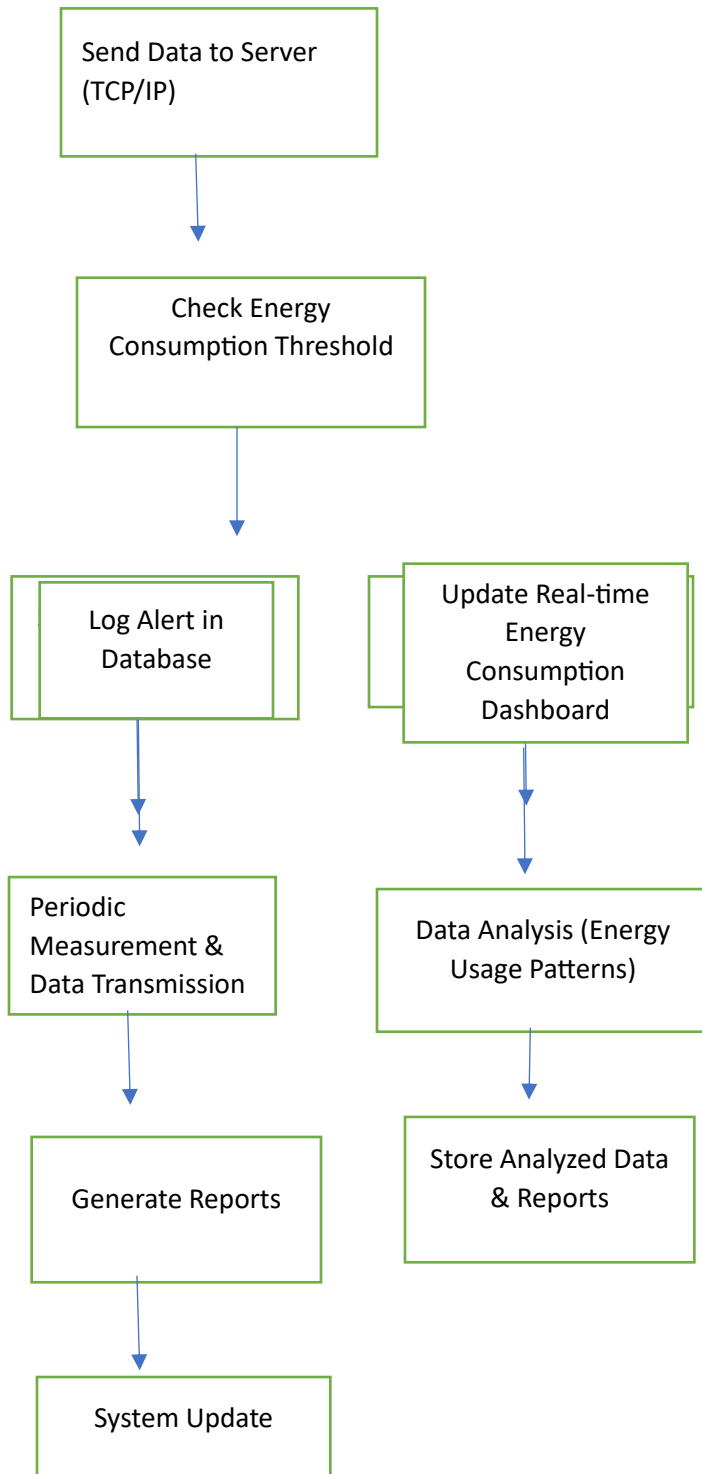 Send Data to Server
(TCP/IP)
Check Energy
Consumption Threshold
Log Alert in
Database
Update Real-time
Energy
Consumption
Dashboard
Periodic
Measurement &
Data Transmission
Data Analysis (Energy
Usage Patterns)
Generate Reports
Store Analyzed Data
& Reports
System Update